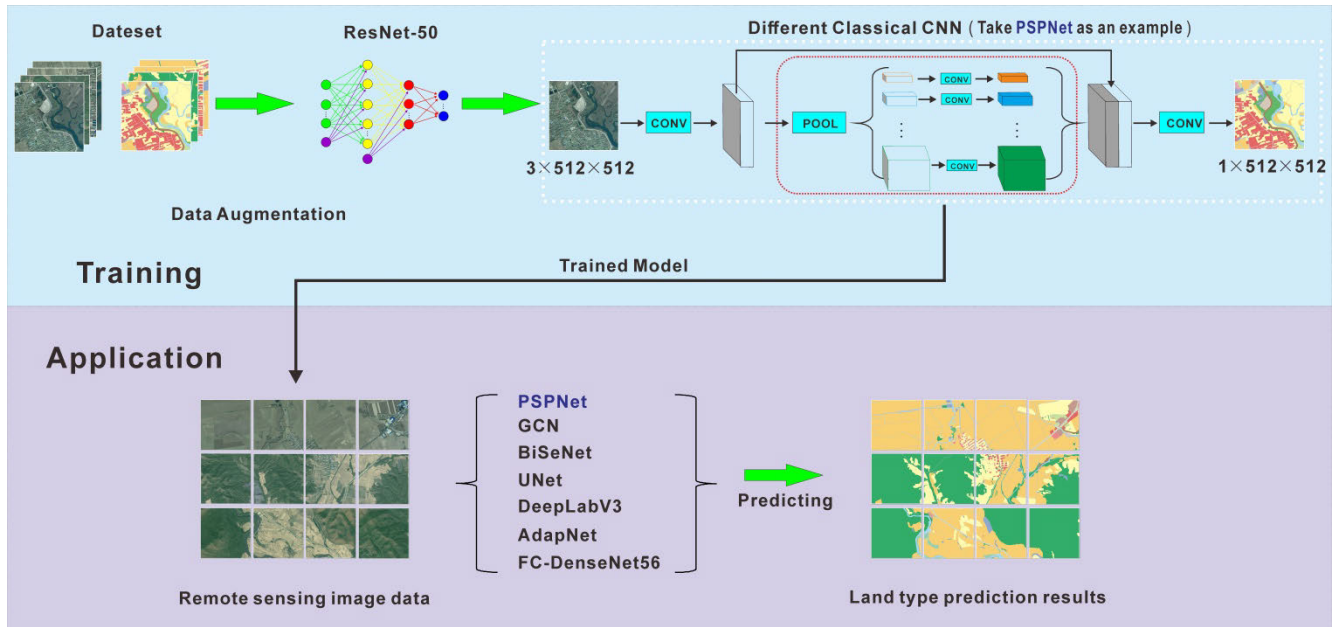 Dateset
ResNet-50
Different Classical CNN ( Take PSPNet as an example )
CONV
POOL
CONV
CONV
CONV
CONV
3×512×512
1×512×512
Data Augmentation
Training
Trained Model
Application
PSPNet
GCN
BiSeNet
UNet
DeepLabV3
AdapNet
FC-DenseNet56
Predicting
Remote sensing image data
Land type prediction results